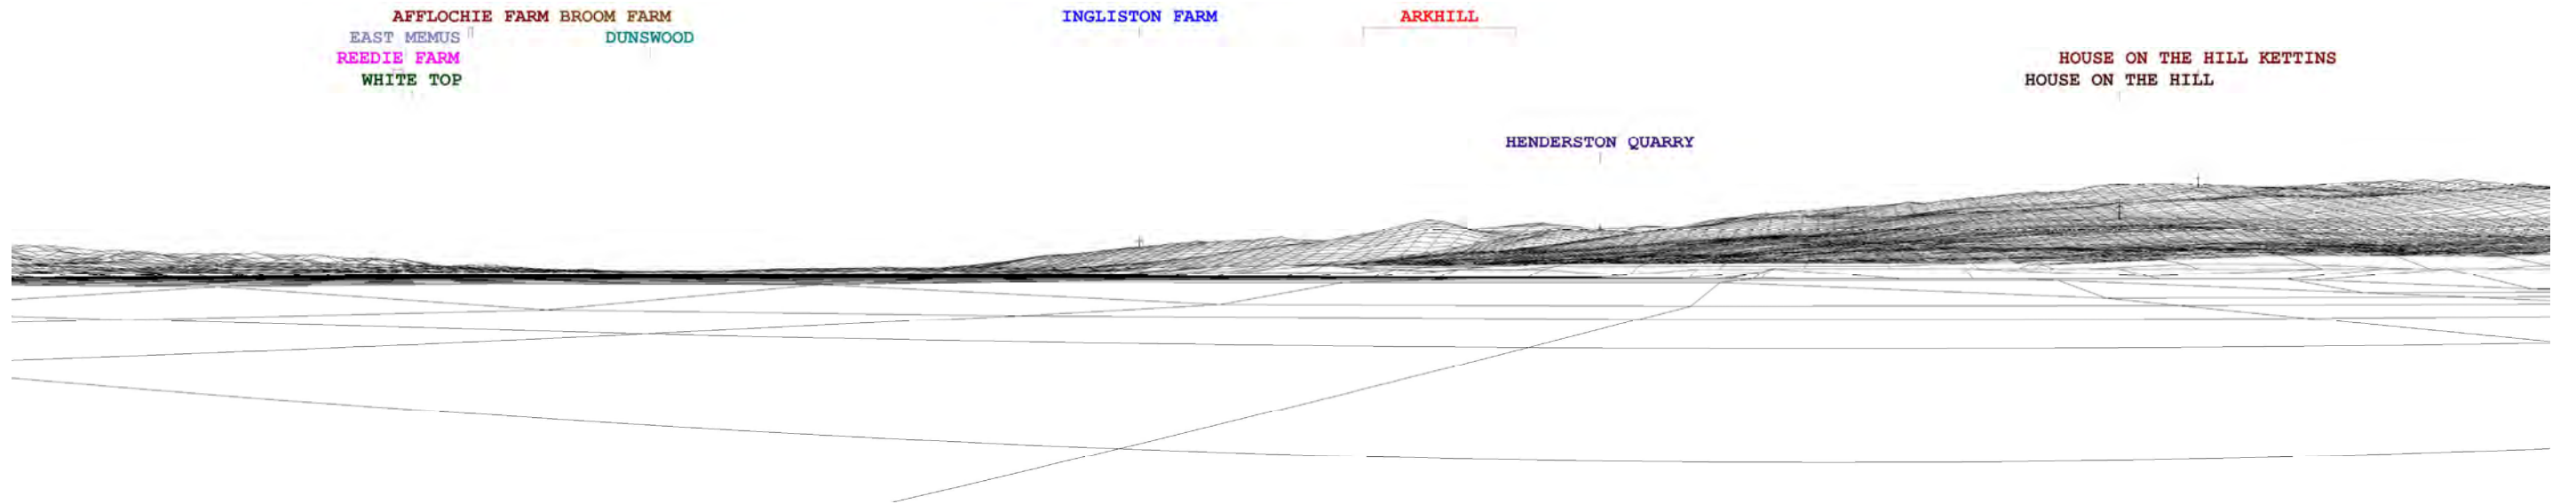 AFFLOCHIE FARM BROOM FARM INGLISTON FARM ARKHILL
EAST MEMUS DUNSWOOD
REEDIE FARM HOUSE ON THE HILL KETTINS
WHITE TOP HOUSE ON THE HILL
HENDERSTON QUARRY